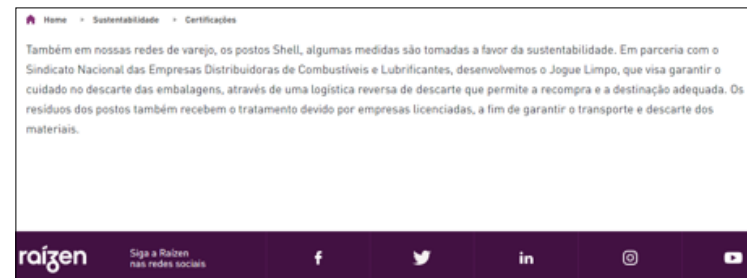 Home > Sustentabilidade > Certificações
Também em nossas redes de varejo, os postos Shell, algumas medidas são tomadas a favor da sustentabilidade. Em parceria com o
Sindicato Nacional das Empresas Distribuidoras de Combustíveis e Lubrificantes, desenvolvemos o Jogue Limpo, que visa garantir o
cuidado no descarte das embalagens, através de uma logística reversa de descarte que permite a recompra e a destinação adequada. Os
resíduos dos postos também recebem o tratamento devido por empresas licenciadas, a fim de garantir o transporte e descarte dos
materiais.
raízen
Siga a Raízen
nas redes sociais